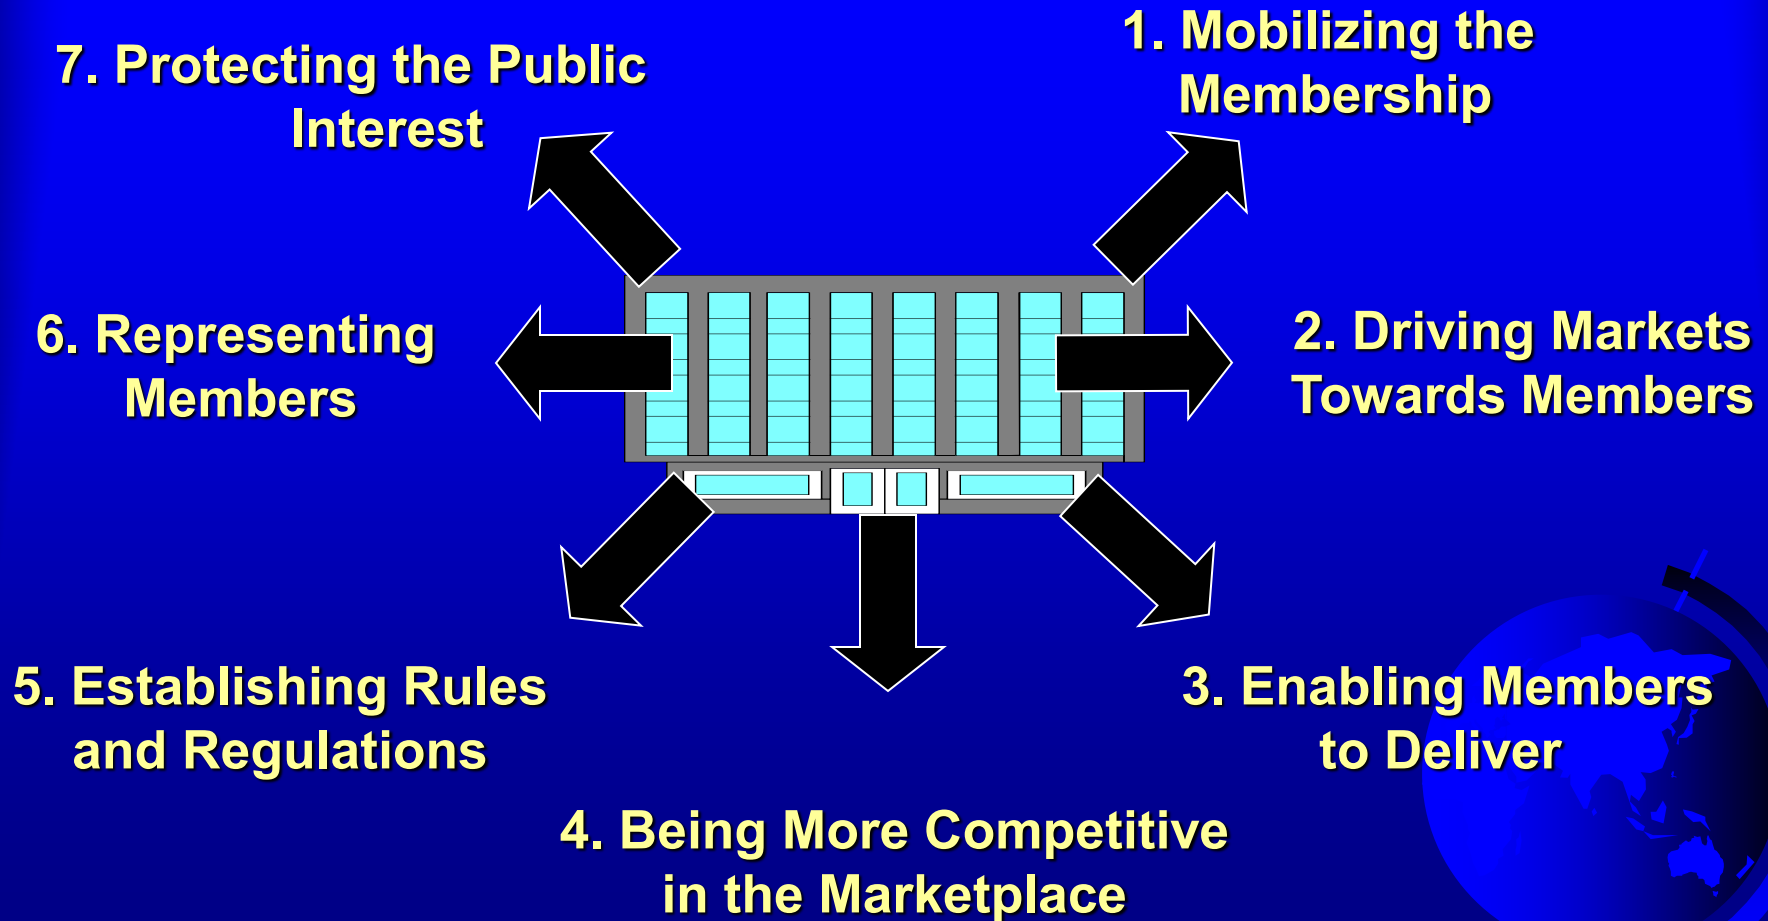 1. Mobilizing the
Membership
2. Driving Markets
Towards Members
3. Enabling Members
to Deliver
4. Being More Competitive
in the Marketplace
5. Establishing Rules
and Regulations
6. Representing
Members
7. Protecting the Public
Interest